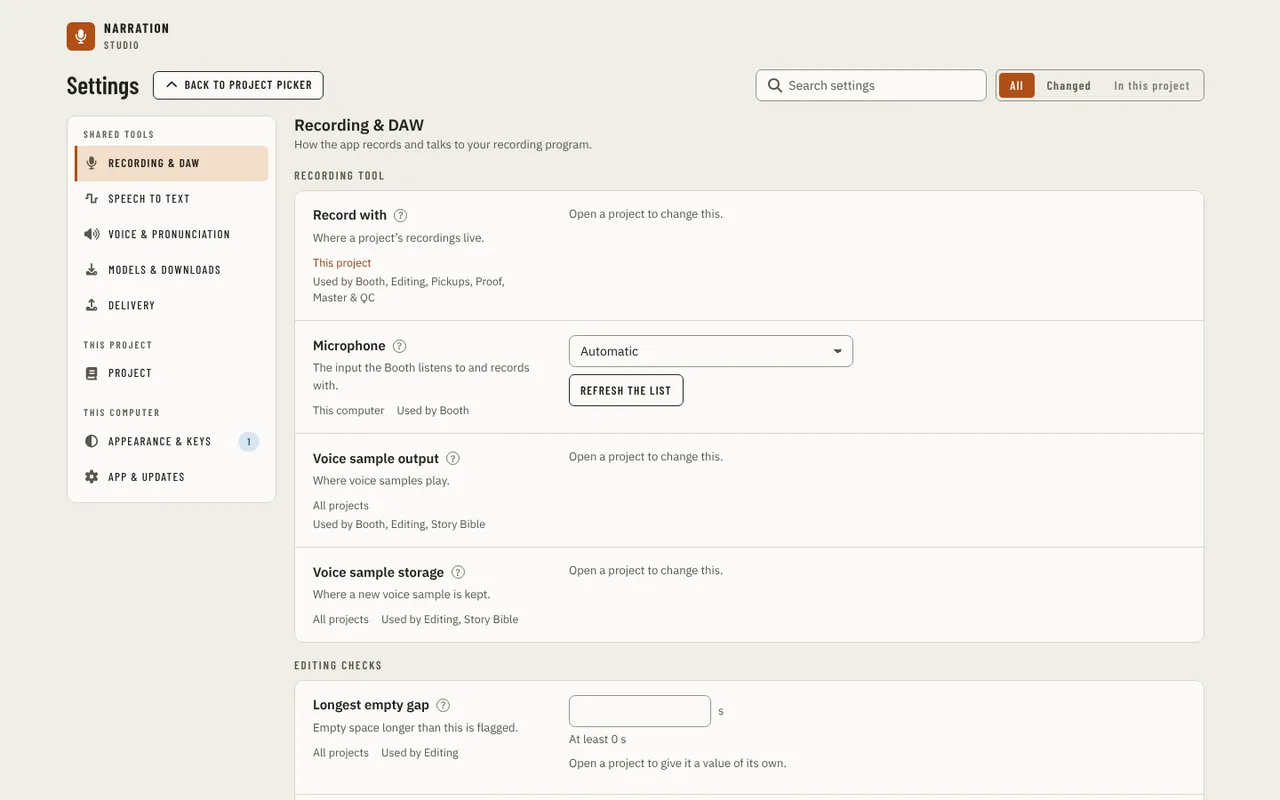 NARRATION
STUDIO
Settings
BACK TO PROJECT PICKER
Search settings
All
Changed
In this project
SHARED TOOLS
RECORDING & DAW
SPEECH TO TEXT
VOICE & PRONUNCIATION
MODELS & DOWNLOADS
DELIVERY
THIS PROJECT
PROJECT
THIS COMPUTER
APPEARANCE & KEYS
1
APP & UPDATES
Recording & DAW
How the app records and talks to your recording program.
RECORDING TOOL
Record with ?
Open a project to change this.
Where a project’s recordings live.
This project
Used by Booth, Editing, Pickups, Proof,
Master & QC
Microphone ?
Automatic
The input the Booth listens to and records
with.
REFRESH THE LIST
This computer Used by Booth
Voice sample output ?
Open a project to change this.
Where voice samples play.
All projects
Used by Booth, Editing, Story Bible
Voice sample storage ?
Open a project to change this.
Where a new voice sample is kept.
All projects Used by Editing, Story Bible
EDITING CHECKS
Longest empty gap ?
s
Empty space longer than this is flagged.
At least 0 s
All projects Used by Editing
Open a project to give it a value of its own.